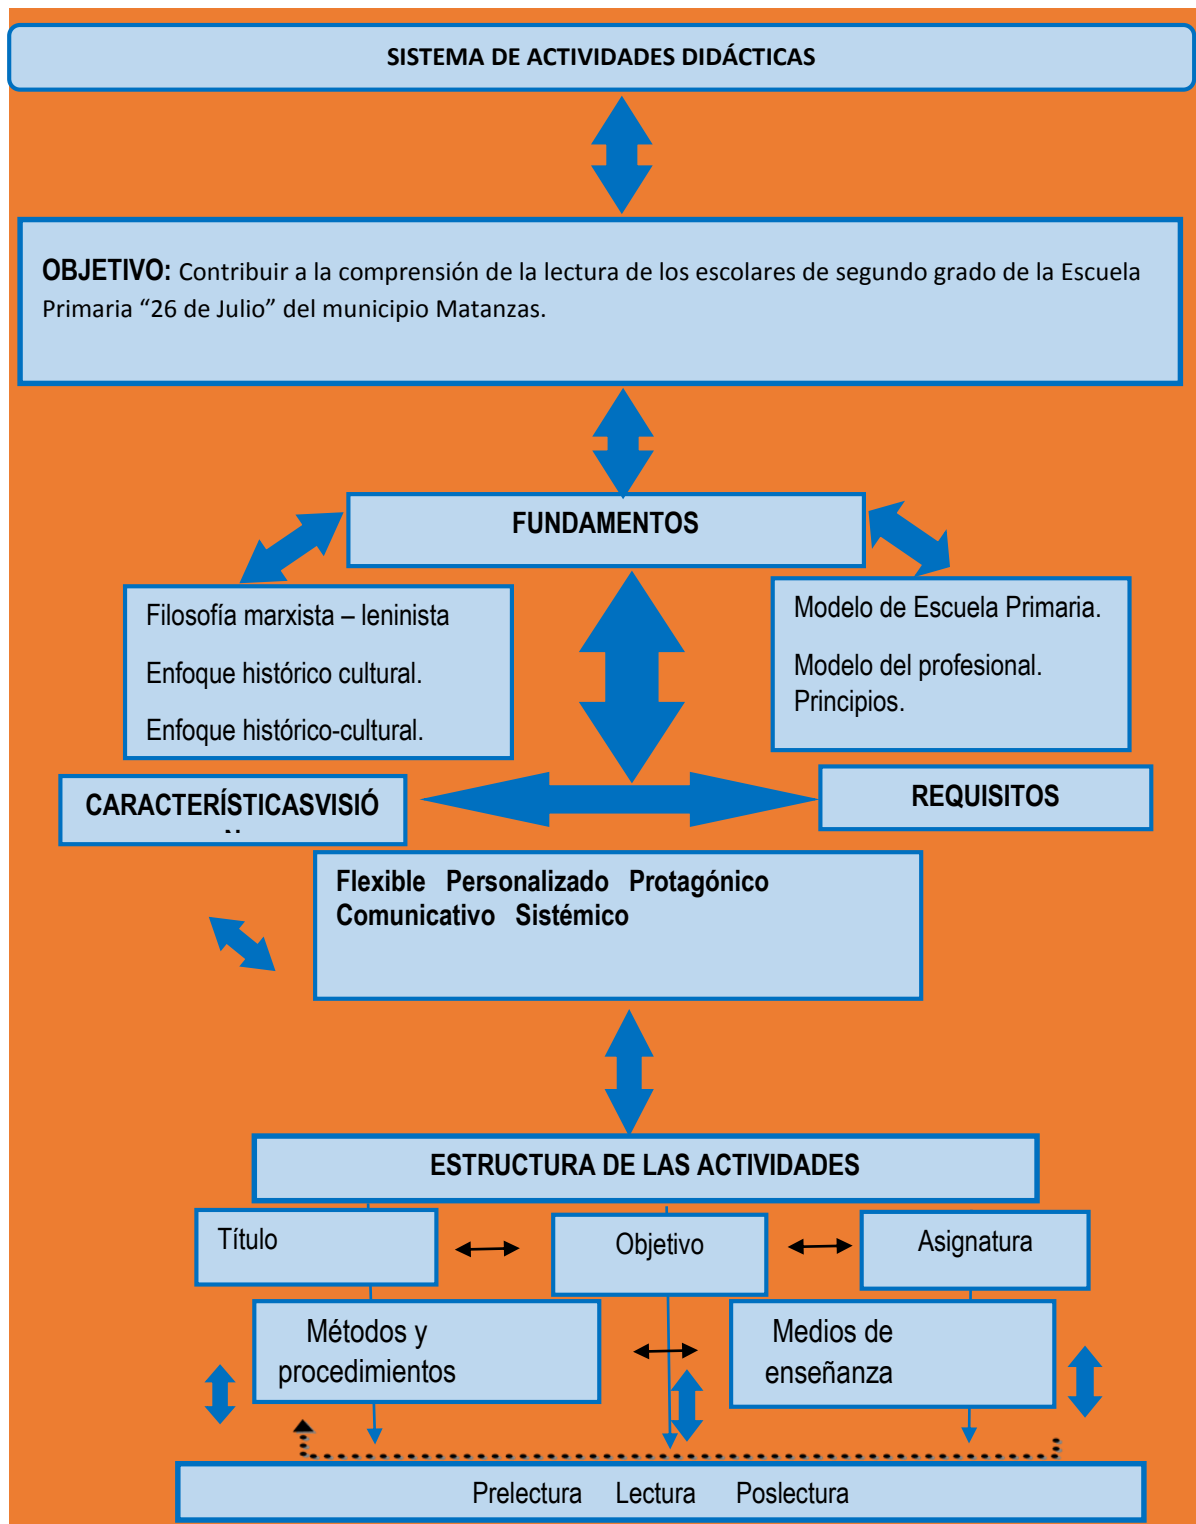 SISTEMA DE ACTIVIDADES DIDÁCTICAS
OBJETIVO: Contribuir a la comprensión de la lectura de los escolares de segundo grado de la Escuela
Primaria “26 de Julio” del municipio Matanzas.
FUNDAMENTOS
Filosofía marxista – leninista
Enfoque histórico cultural.
Enfoque histórico-cultural.
Modelo de Escuela Primaria.
Modelo del profesional.
Principios.
CARACTERÍSTICASVISIÓ
REQUISITOS
Flexible Personalizado Protagónico
Comunicativo Sistémico
ESTRUCTURA DE LAS ACTIVIDADES
Título
Objetivo
Asignatura
Métodos y
procedimientos
Medios de
enseñanza
Prelectura Lectura Poslectura